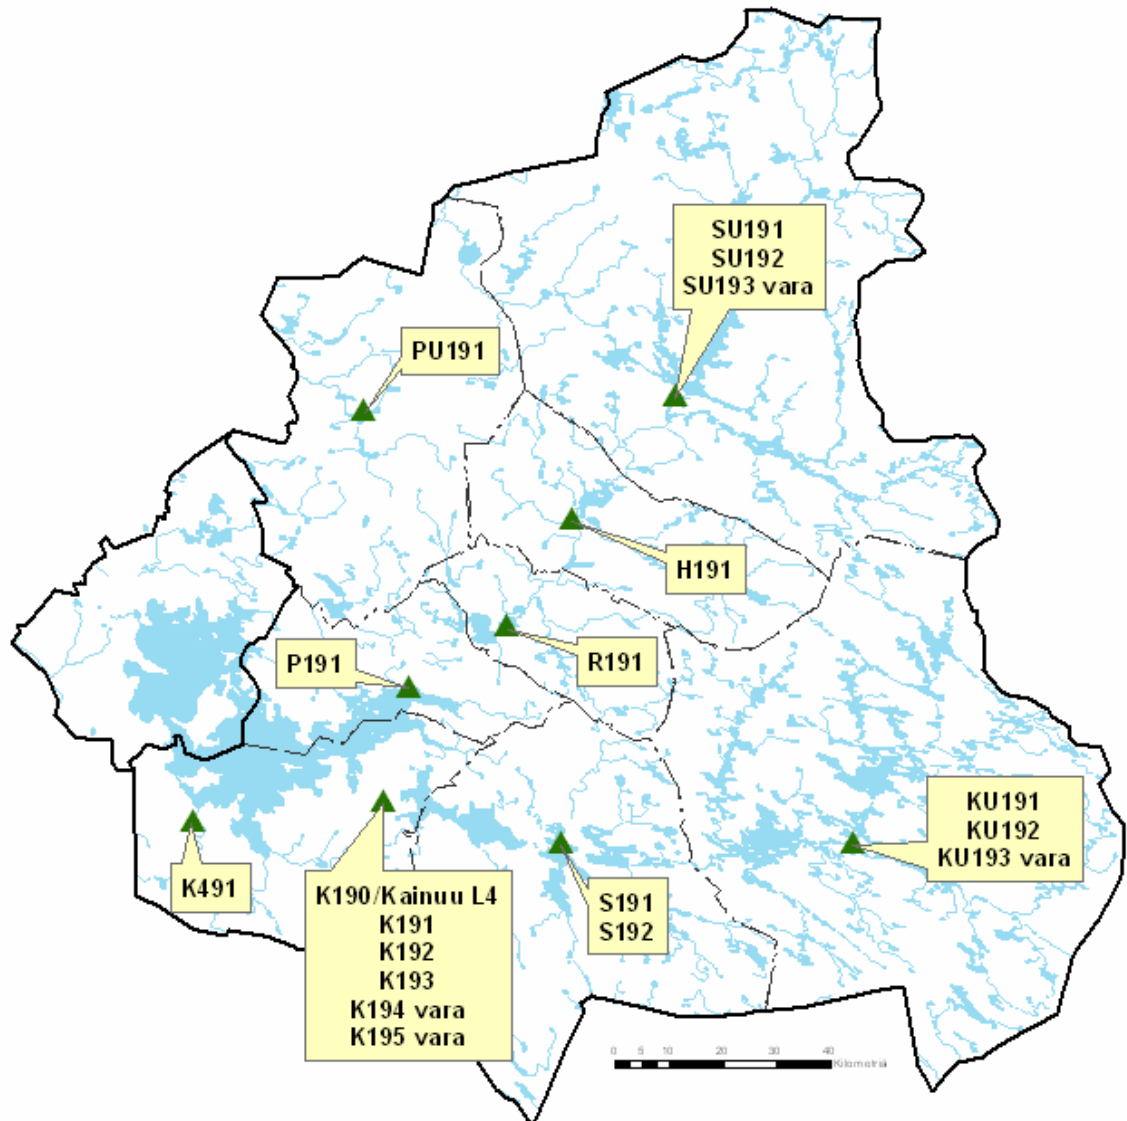 SU191
SU192
SU193 vara
PU191
H191
R191
P191
KU191
KU192
KU193 vara
K491
K190/Kainuu L4
K191
K192
K193
K194 vara
K195 vara
S191
S192
0 5 10 20 30 40
Kilometriä